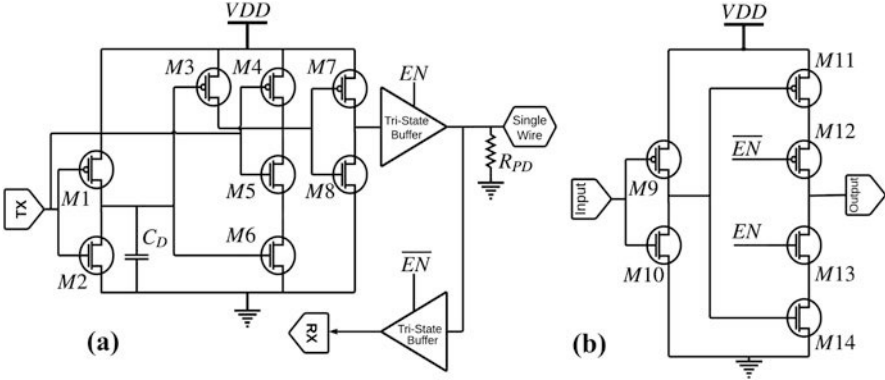 VDD
M3
M4
M7
EN
Tri-State
Buffer
Single
Wire
R_PD
M1
M5
M8
TX
C_D
M6
M2
EN̅
Tri-State
Buffer
RX
(a)
VDD
M11
M12
E̅N̅
M9
Input
Output
EN
M10
M13
M14
(b)